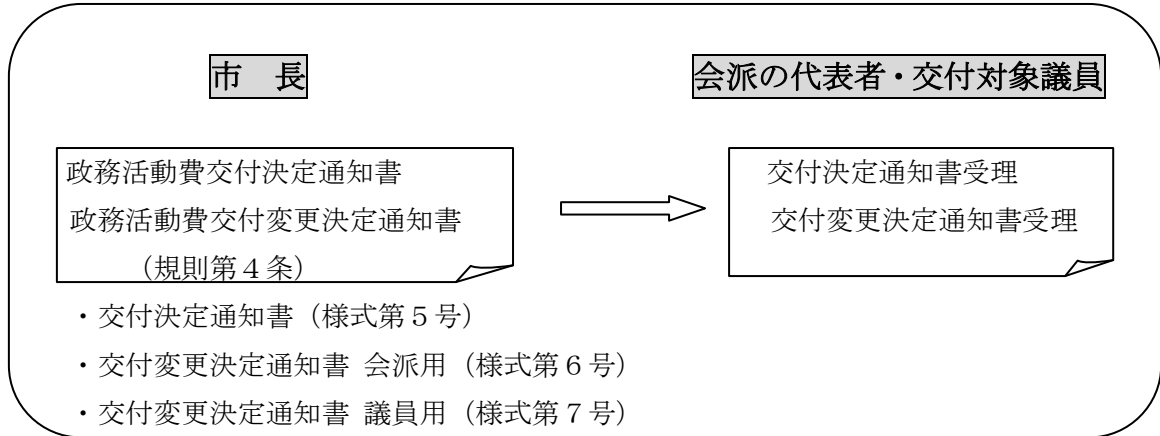 市　長
会派の代表者・交付対象議員
政務活動費交付決定通知書
政務活動費交付変更決定通知書
（規則第４条）
交付決定通知書受理
交付変更決定通知書受理
・交付決定通知書（様式第５号）
・交付変更決定通知書 会派用（様式第６号）
・交付変更決定通知書 議員用（様式第７号）